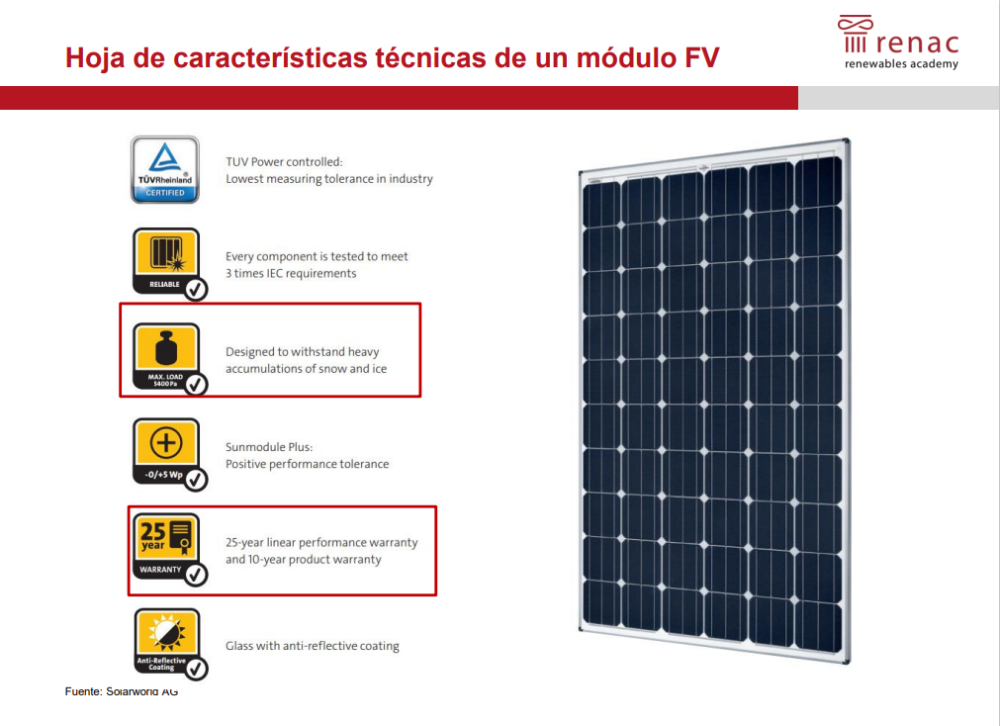 renac
renewables academy
Hoja de características técnicas de un módulo FV
TÜVRheinland®
CERTIFIED
TUV Power controlled:
Lowest measuring tolerance in industry
RELIABLE
Every component is tested to meet
3 times IEC requirements
MAX. LOAD
5400 Pa
Designed to withstand heavy
accumulations of snow and ice
-0/+5 Wp
Sunmodule Plus:
Positive performance tolerance
25
year
WARRANTY
25-year linear performance warranty
and 10-year product warranty
Anti-Reflective
Coating
Glass with anti-reflective coating
Fuente: Solarworld AG